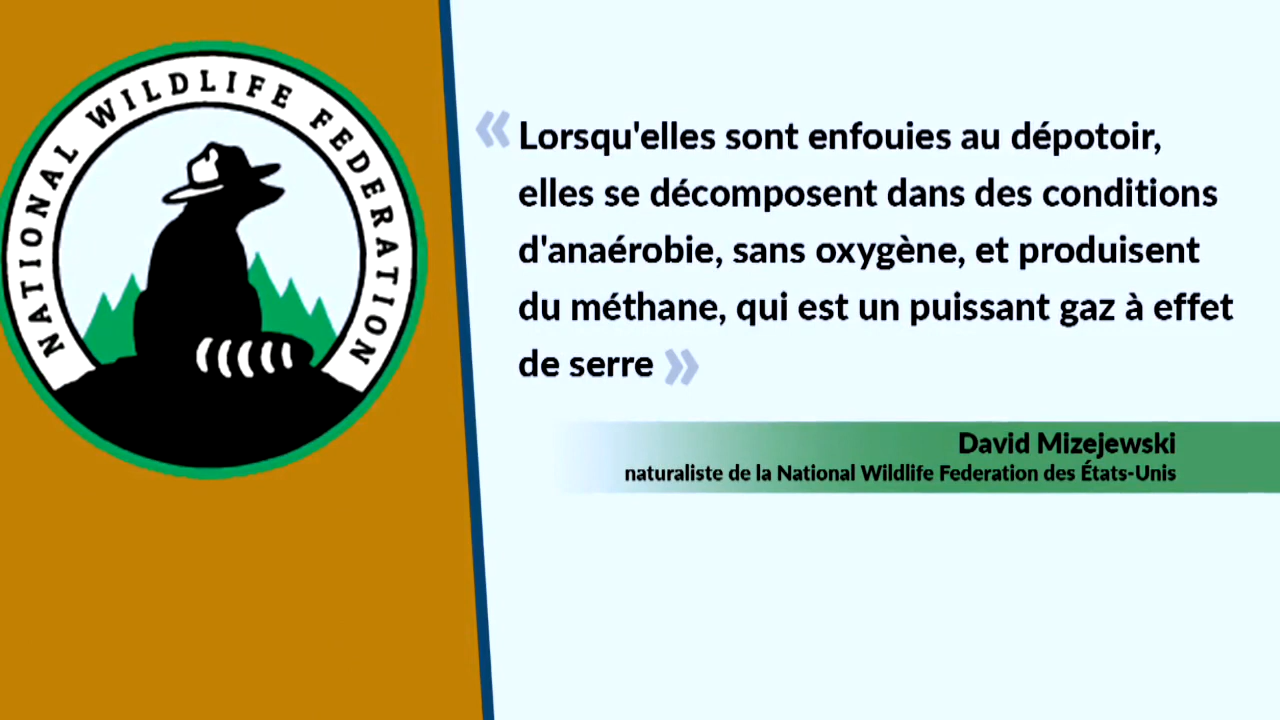 NATIONAL WILDLIFE FEDERATION
« Lorsqu'elles sont enfouies au dépotoir,
elles se décomposent dans des conditions
d'anaérobie, sans oxygène, et produisent
du méthane, qui est un puissant gaz à effet
de serre »
David Mizejewski
naturaliste de la National Wildlife Federation des États-Unis